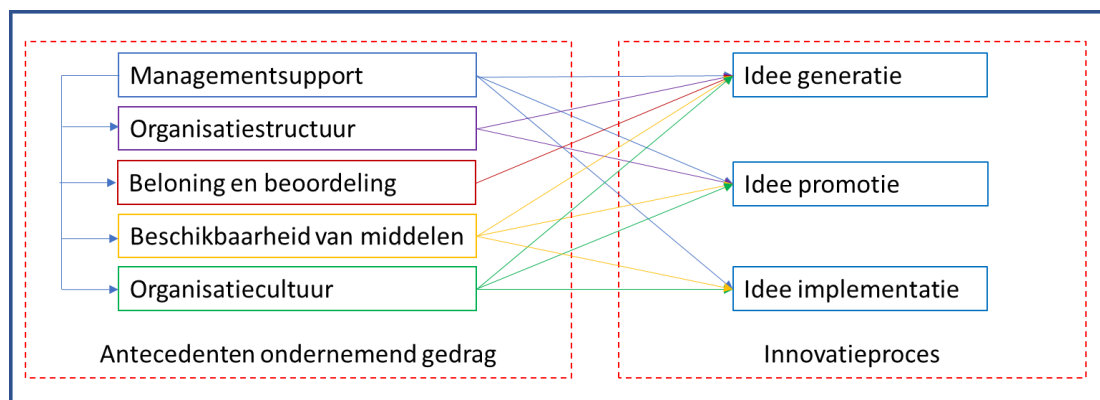 Managementsupport
Organisatiestructuur
Beloning en beoordeling
Beschikbaarheid van middelen
Organisatiecultuur
Antecedenten ondernemend gedrag
Idee generatie
Idee promotie
Idee implementatie
Innovatieproces